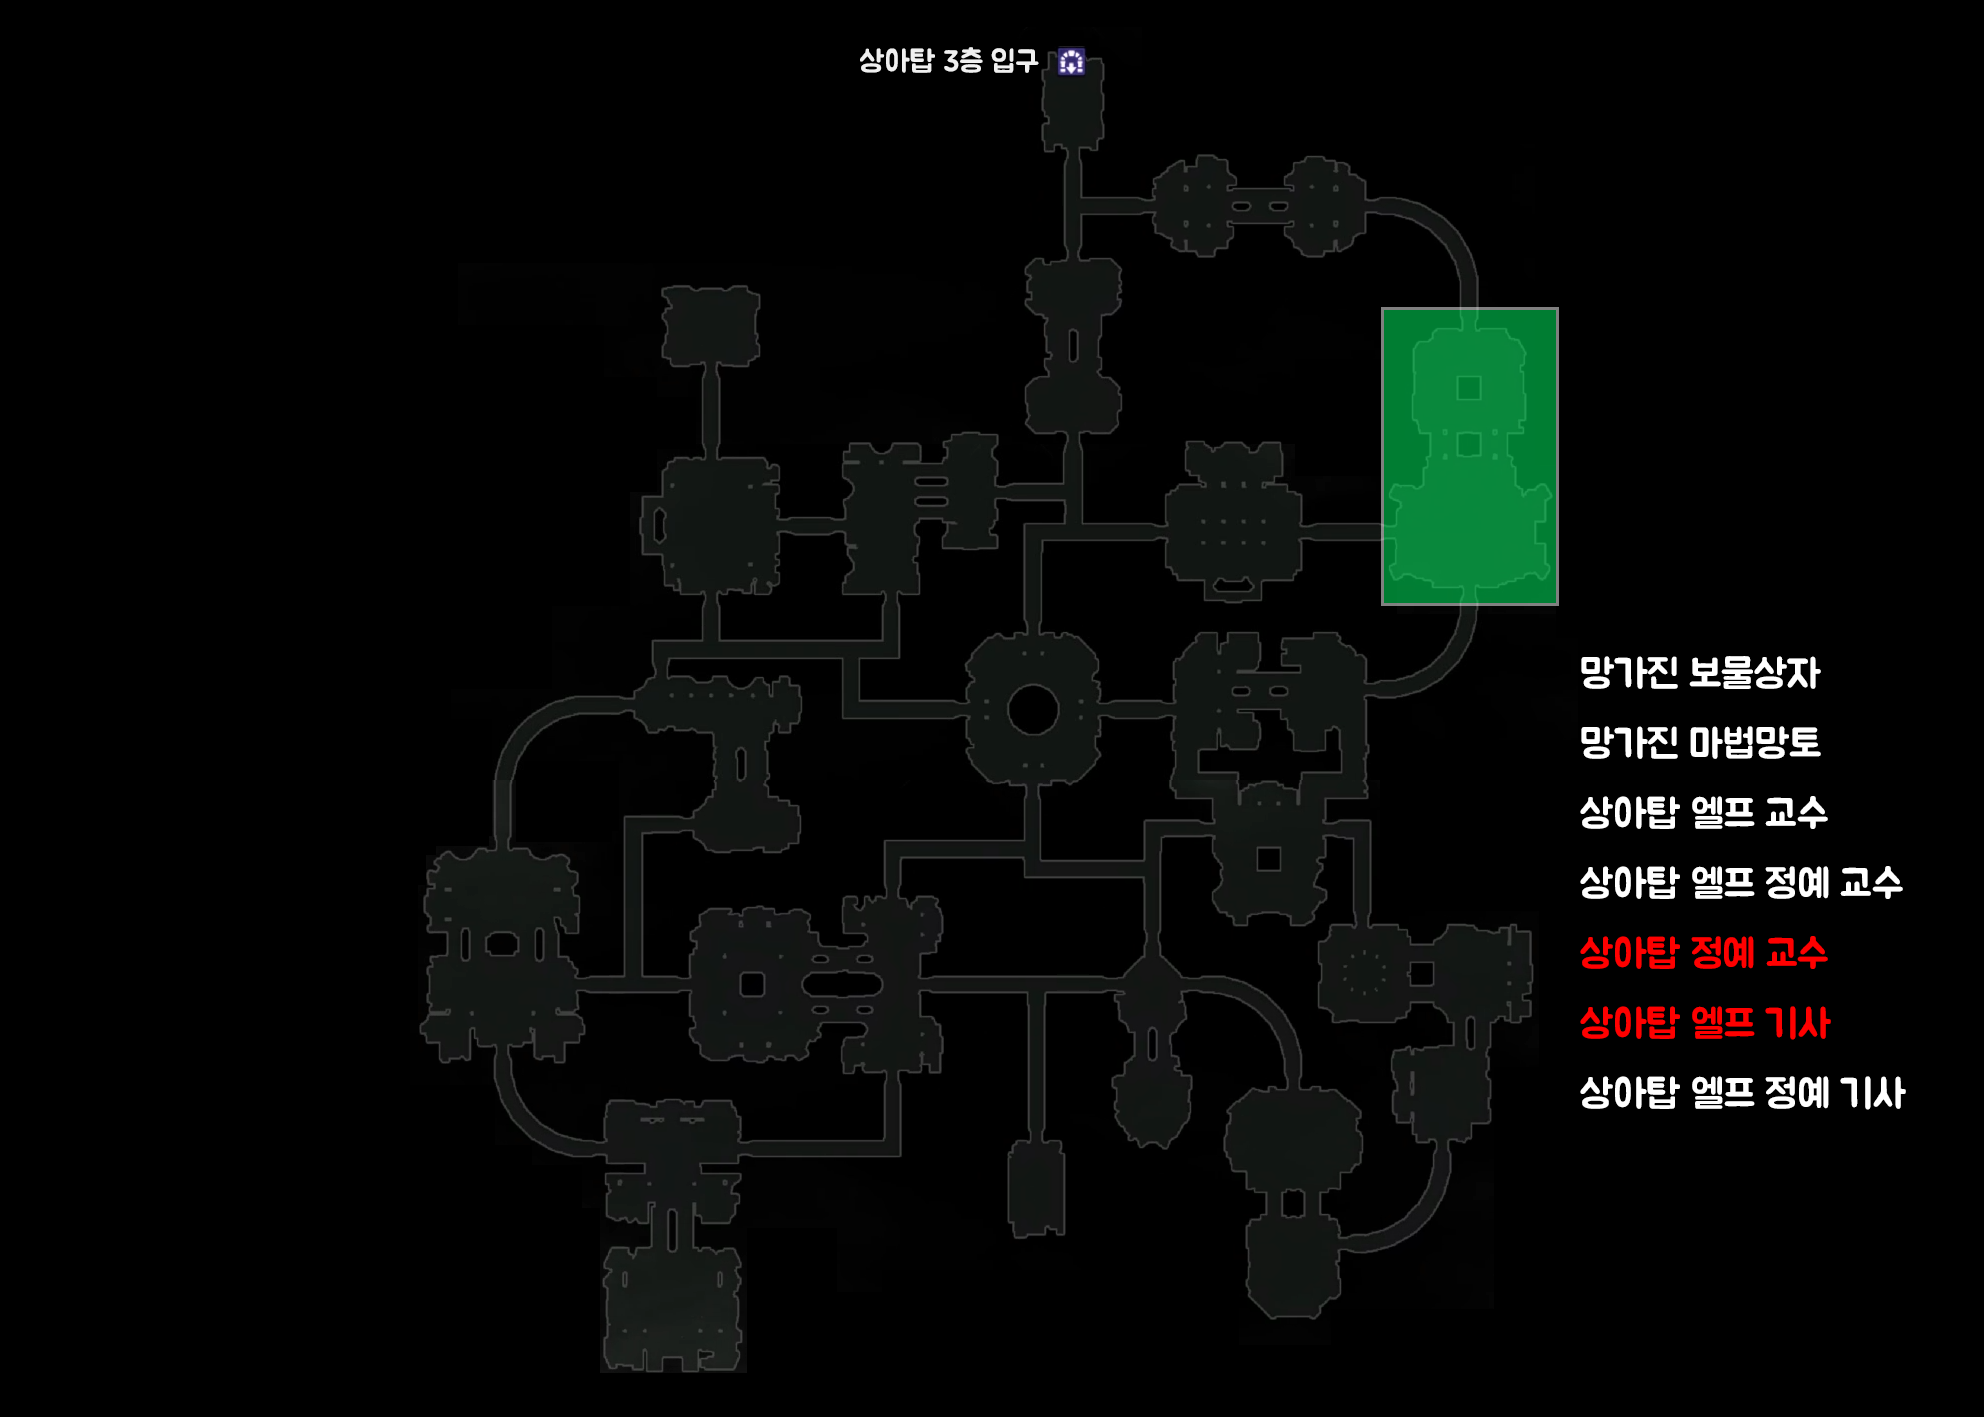 상아탑 3층 입구
망가진 보물상자
망가진 마법망토
상아탑 엘프 교수
상아탑 엘프 정예 교수
상아탑 정예 교수
상아탑 엘프 기사
상아탑 엘프 정예 기사